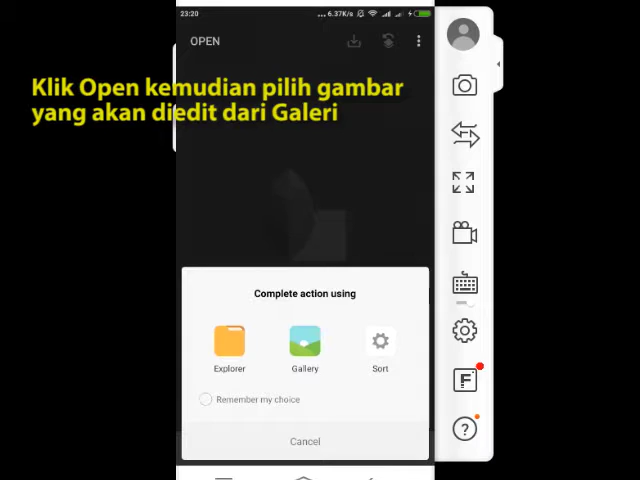 23:20
... 6.37K/s
OPEN
Klik Open kemudian pilih gambar
yang akan diedit dari Galeri
Complete action using
Explorer Gallery Sort
Remember my choice
Cancel